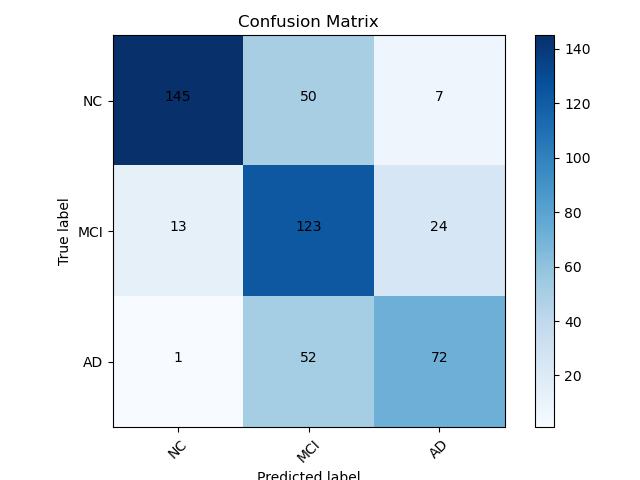 Confusion Matrix
NC 145 50 7
MCI 13 123 24
AD 1 52 72
NC MCI AD
True label
Predicted label
140
120
100
80
60
40
20